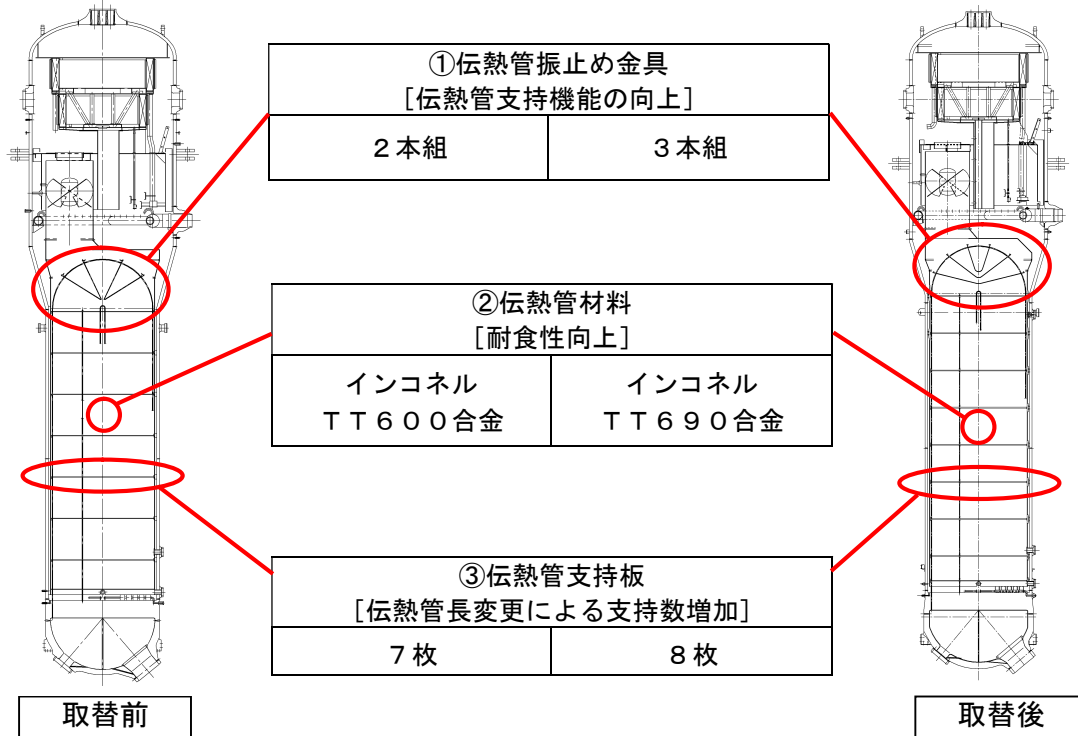 ①伝熱管振止め金具
[伝熱管支持機能の向上]
２本組
３本組
②伝熱管材料
[耐食性向上]
インコネル
ＴＴ６００合金
インコネル
ＴＴ６９０合金
③伝熱管支持板
[伝熱管長変更による支持数増加]
７枚
８枚
取替前
取替後